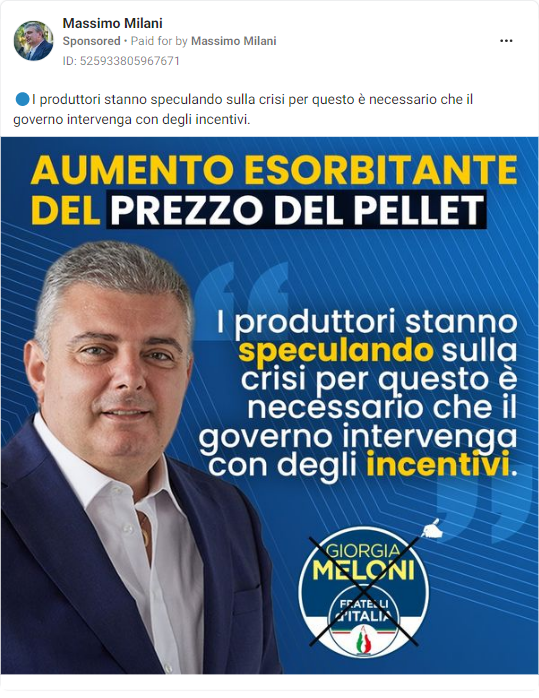 Massimo Milani
Sponsored • Paid for by Massimo Milani
ID: 525933805967671
I produttori stanno speculando sulla crisi per questo è necessario che il
governo intervenga con degli incentivi.
AUMENTO ESORBITANTE
DEL PREZZO DEL PELLET
“
I produttori stanno
speculando sulla
crisi per questo è
necessario che il
governo intervenga
con degli incentivi.
”
GIORGIA
MELONI
FRATELLI
d'ITALIA